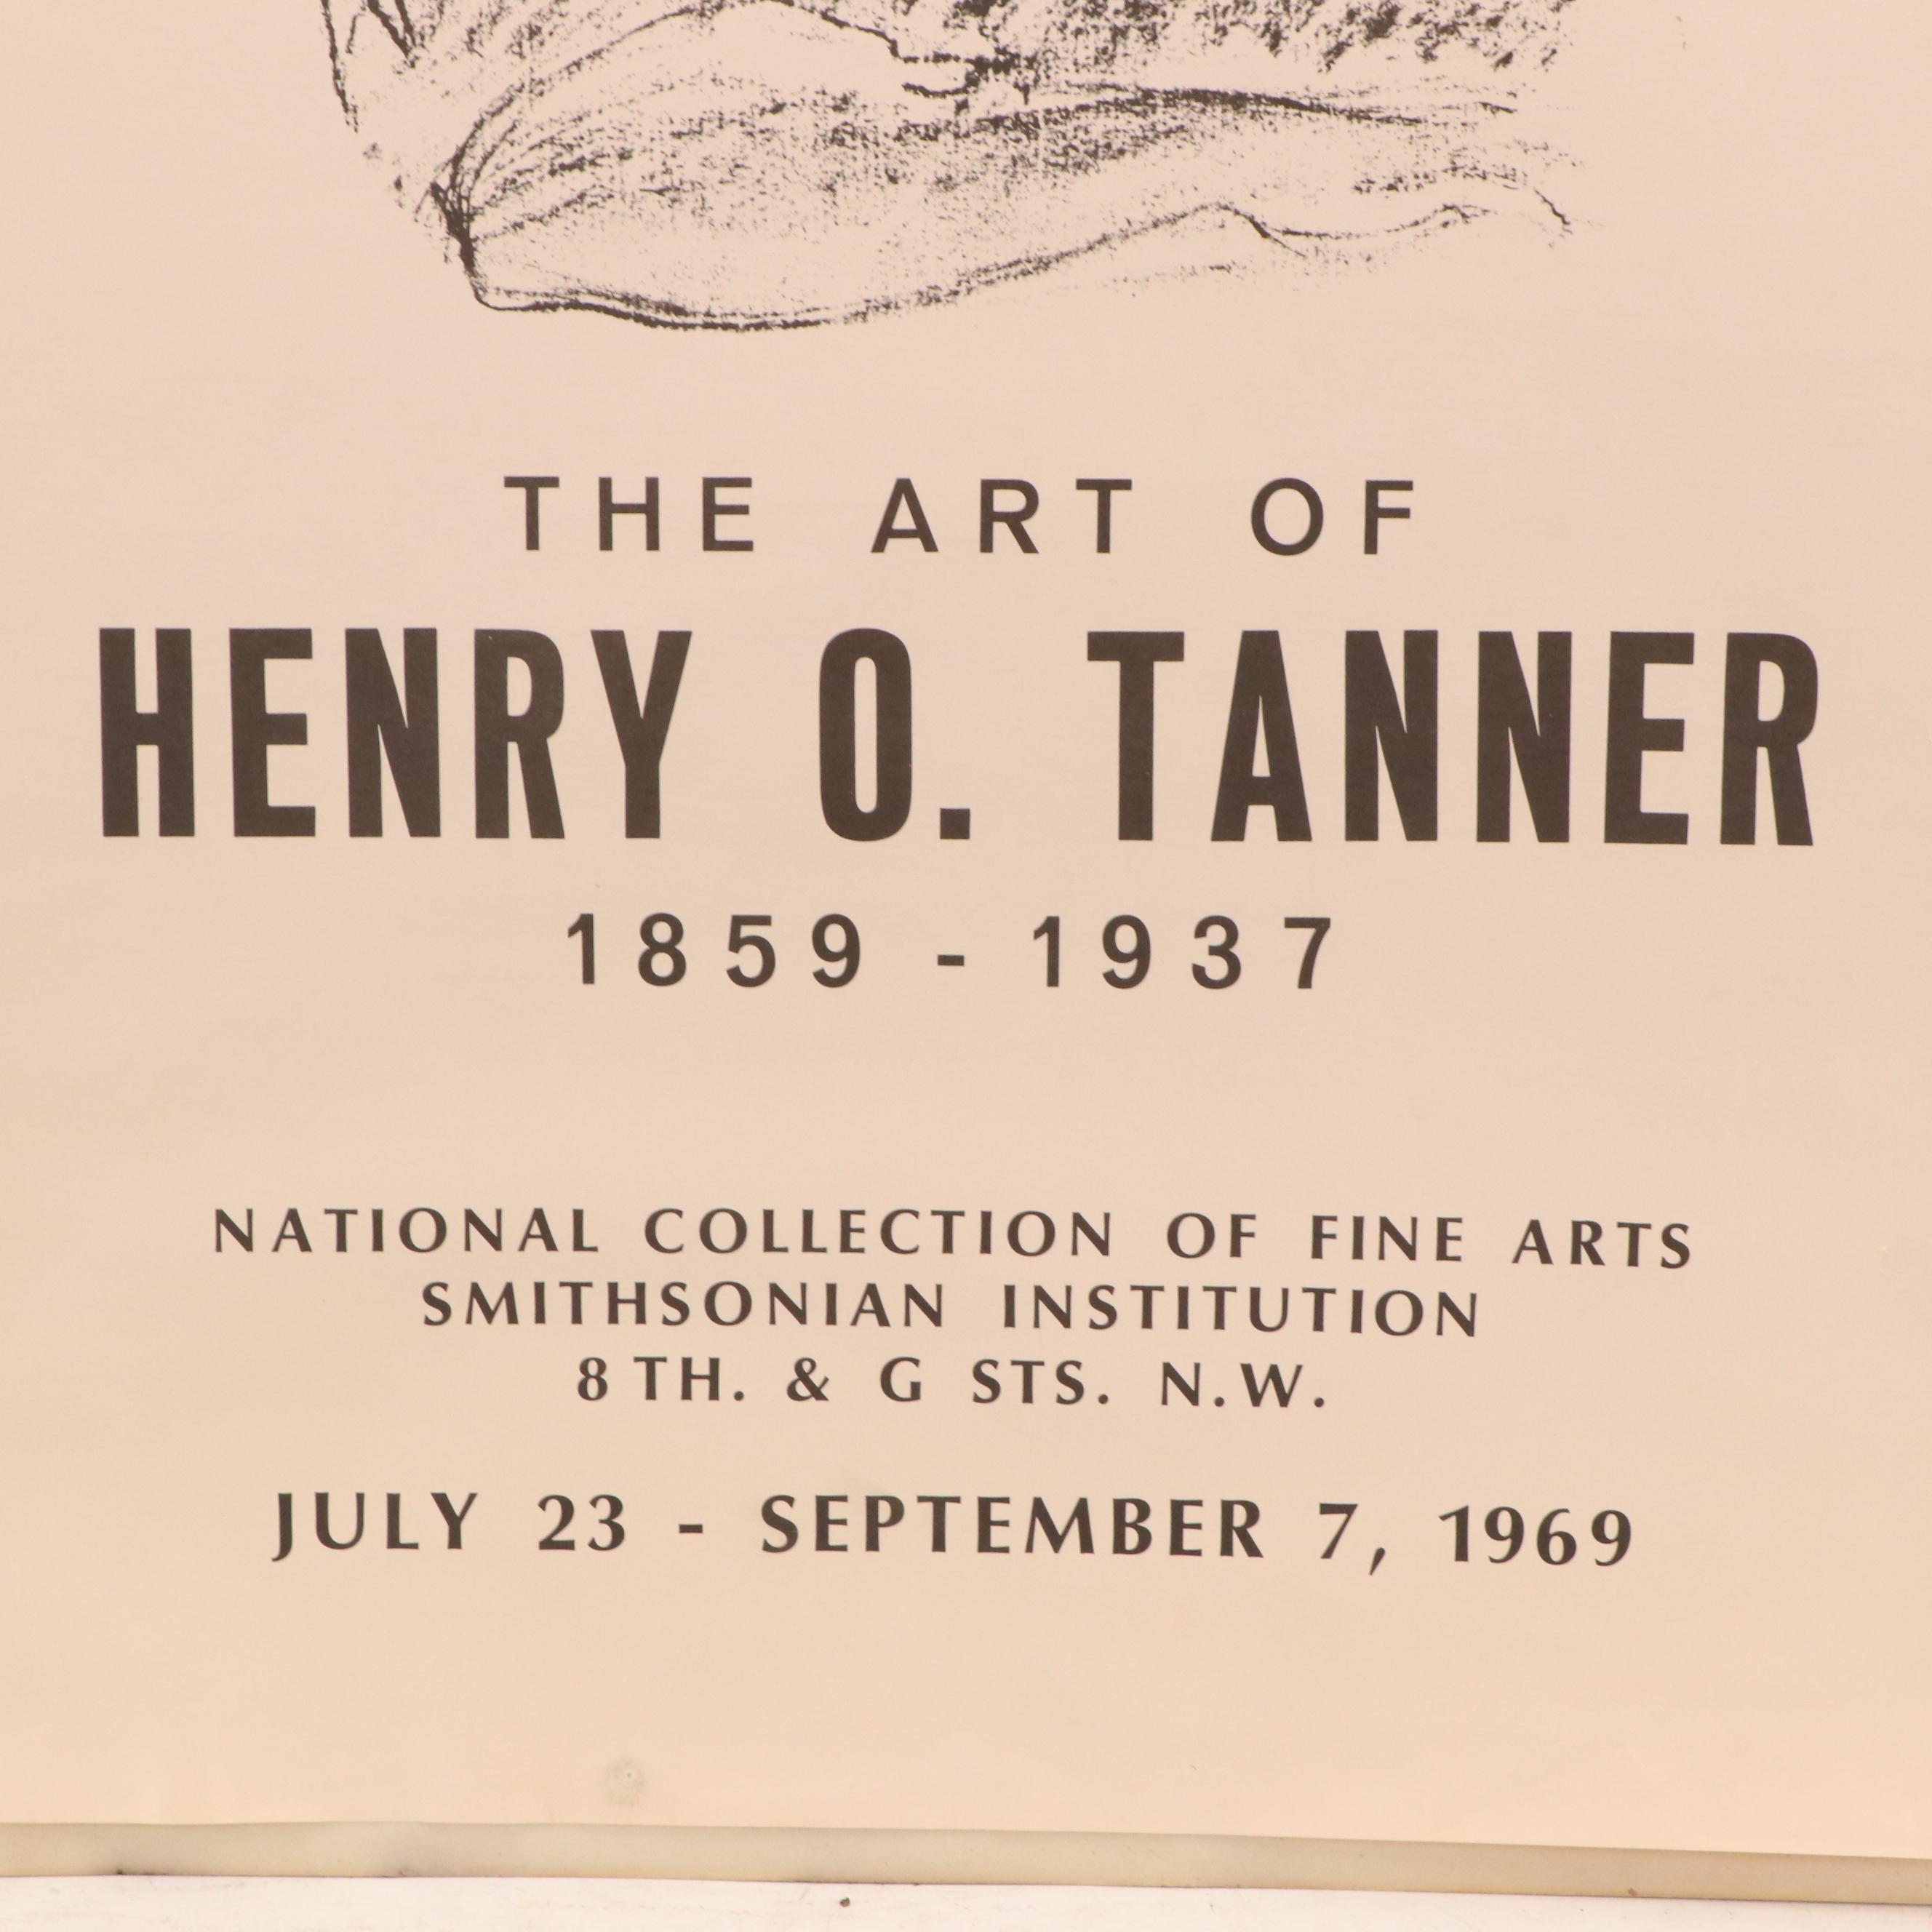 THE ART OF
HENRY O. TANNER
1859 - 1937
NATIONAL COLLECTION OF FINE ARTS
SMITHSONIAN INSTITUTION
8 TH. & G STS. N.W.
JULY 23 - SEPTEMBER 7, 1969